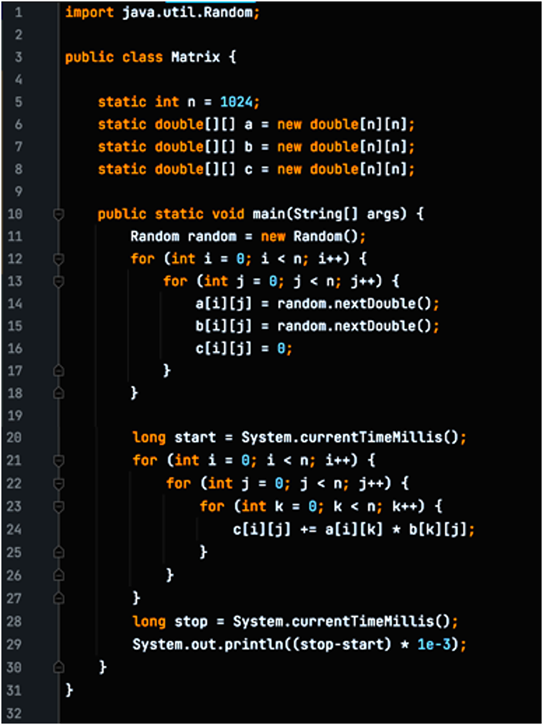 1 import java.util.Random;
2
3 public class Matrix {
4
5     static int n = 1024;
6     static double[][] a = new double[n][n];
7     static double[][] b = new double[n][n];
8     static double[][] c = new double[n][n];
9
10     public static void main(String[] args) {
11         Random random = new Random();
12         for (int i = 0; i < n; i++) {
13             for (int j = 0; j < n; j++) {
14                 a[i][j] = random.nextDouble();
15                 b[i][j] = random.nextDouble();
16                 c[i][j] = 0;
17             }
18         }
19
20         long start = System.currentTimeMillis();
21         for (int i = 0; i < n; i++) {
22             for (int j = 0; j < n; j++) {
23                 for (int k = 0; k < n; k++) {
24                     c[i][j] += a[i][k] * b[k][j];
25                 }
26             }
27         }
28         long stop = System.currentTimeMillis();
29         System.out.println((stop-start) * 1e-3);
30     }
31 }
32